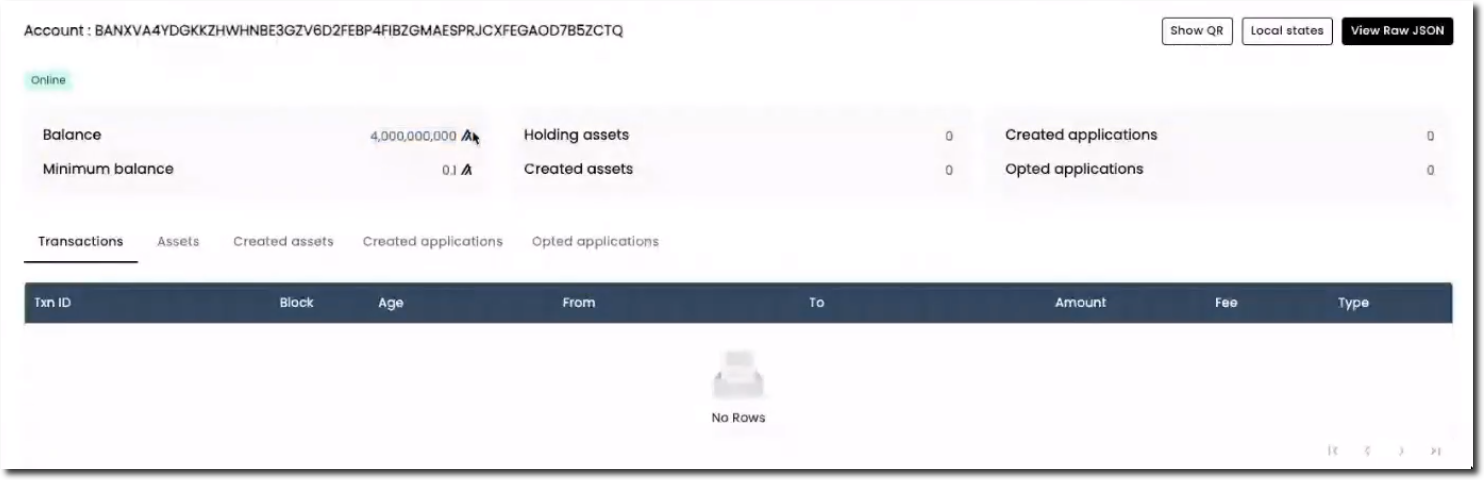 Account : BANXVA4YDGKKZHWHNBE3GZV6D2FEBP4FIBZGMAESPRJCXFEGAOD7B5ZCTQ
Show QR
Local states
View Raw JSON
Online
Balance 4,000,000,000
Holding assets 0
Created applications 0
Minimum balance 0.1
Created assets 0
Opted applications 0
Transactions Assets Created assets Created applications Opted applications
Txn ID Block Age From To Amount Fee Type
No Rows